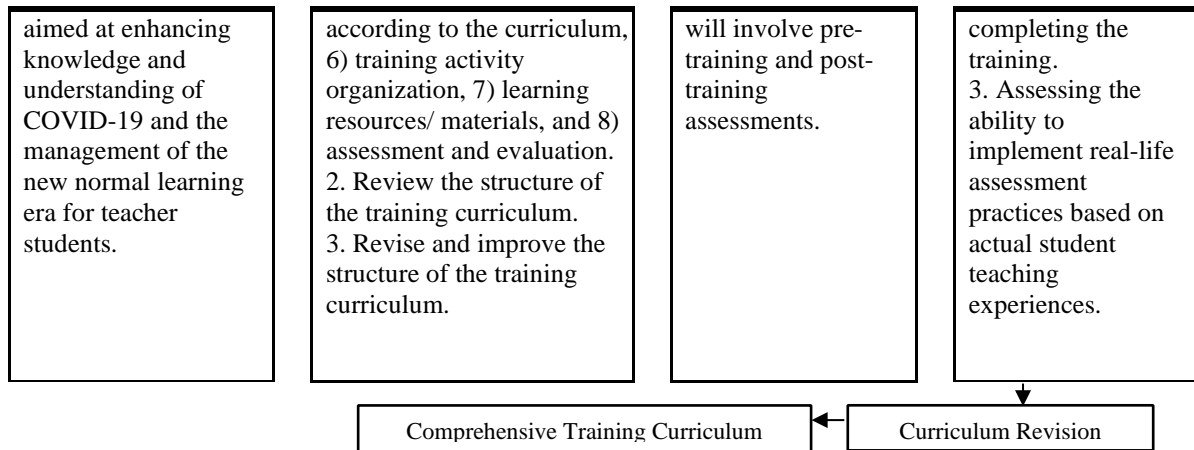 aimed at enhancing
knowledge and
understanding of
COVID-19 and the
management of the
new normal learning
era for teacher
students.
according to the curriculum,
6) training activity
organization, 7) learning
resources/ materials, and 8)
assessment and evaluation.
2. Review the structure of
the training curriculum.
3. Revise and improve the
structure of the training
curriculum.
will involve pre-
training and post-
training
assessments.
completing the
training.
3. Assessing the
ability to
implement real-life
assessment
practices based on
actual student
teaching
experiences.
Comprehensive Training Curriculum
Curriculum Revision